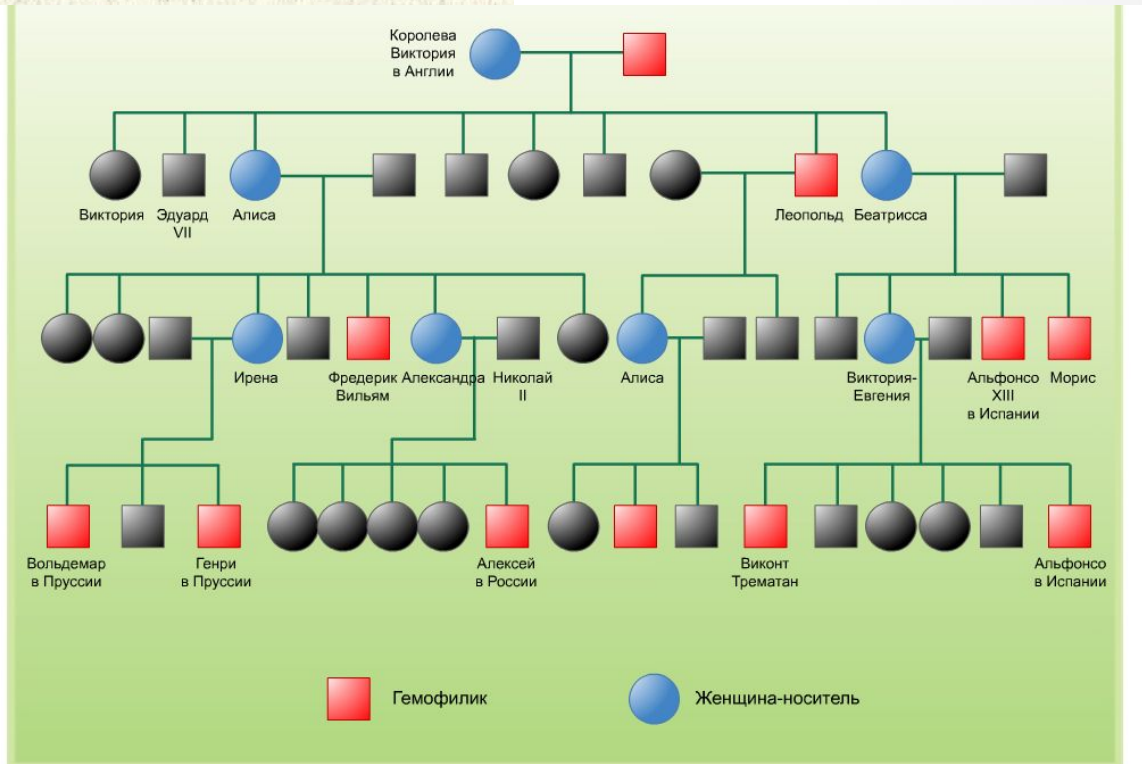 Королева
Виктория
в Англии
Виктория
Эдуард
VII
Алиса
Леопольд
Беатрисса
Ирена
Фредерик
Вильям
Александра
Николай
II
Алиса
Виктория-
Евгения
Альфонсо
XIII
в Испании
Морис
Вольдемар
в Пруссии
Генри
в Пруссии
Алексей
в России
Виконт
Трематан
Альфонсо
в Испании
Гемофилик
Женщина-носитель